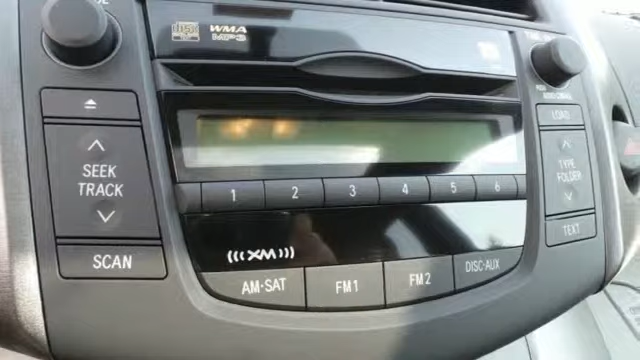 WMA
MP3
LOAD
SEEK
TRACK
TYPE
FOLDER
1 2 3 4 5 6
TEXT
(((XM)))
SCAN
AM·SAT FM1 FM2 DISC·AUX